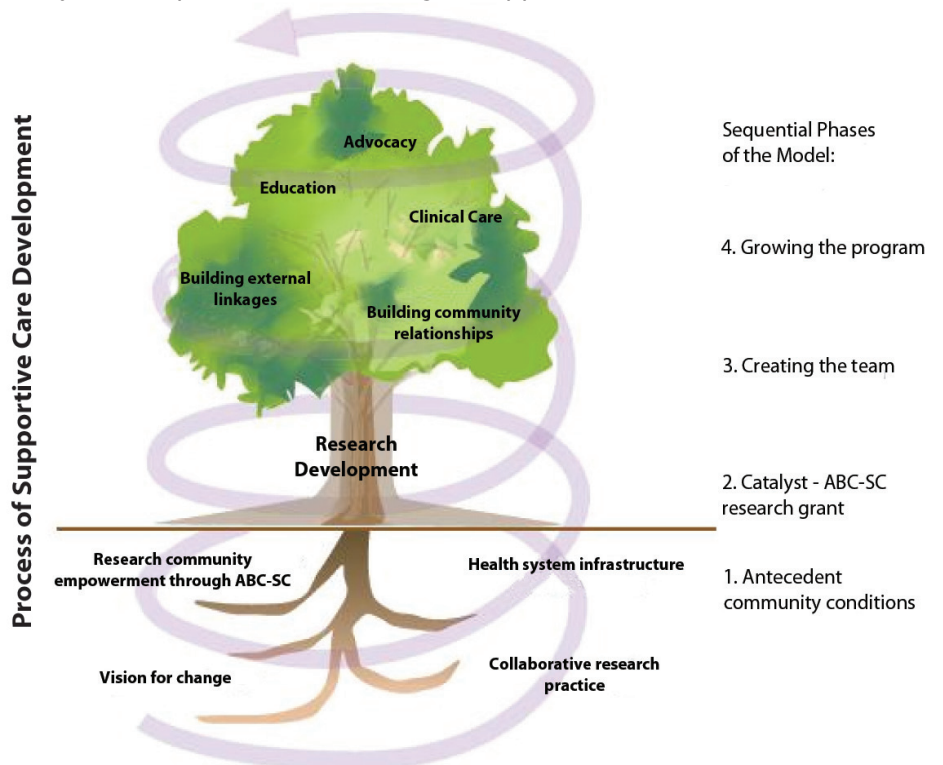 Process of Supportive Care Development
Advocacy
Education
Clinical Care
Building external
linkages
Building community
relationships
Research
Development
Research community
empowerment through ABC-SC
Health system infrastructure
Vision for change
Collaborative research
practice
Sequential Phases
of the Model:
4. Growing the program
3. Creating the team
2. Catalyst - ABC-SC
research grant
1. Antecedent
community conditions